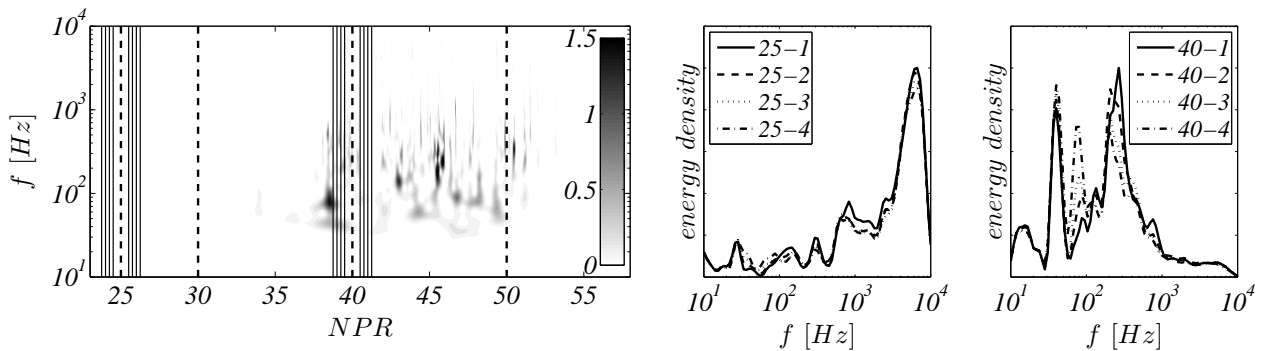 f [Hz]
10^4
10^3
10^2
10^1
25 30 35 40 45 50 55
NPR
1.5
1
0.5
0
energy density
25-1
25-2
25-3
25-4
10^1 10^2 10^3 10^4
f [Hz]
energy density
40-1
40-2
40-3
40-4
10^1 10^2 10^3 10^4
f [Hz]